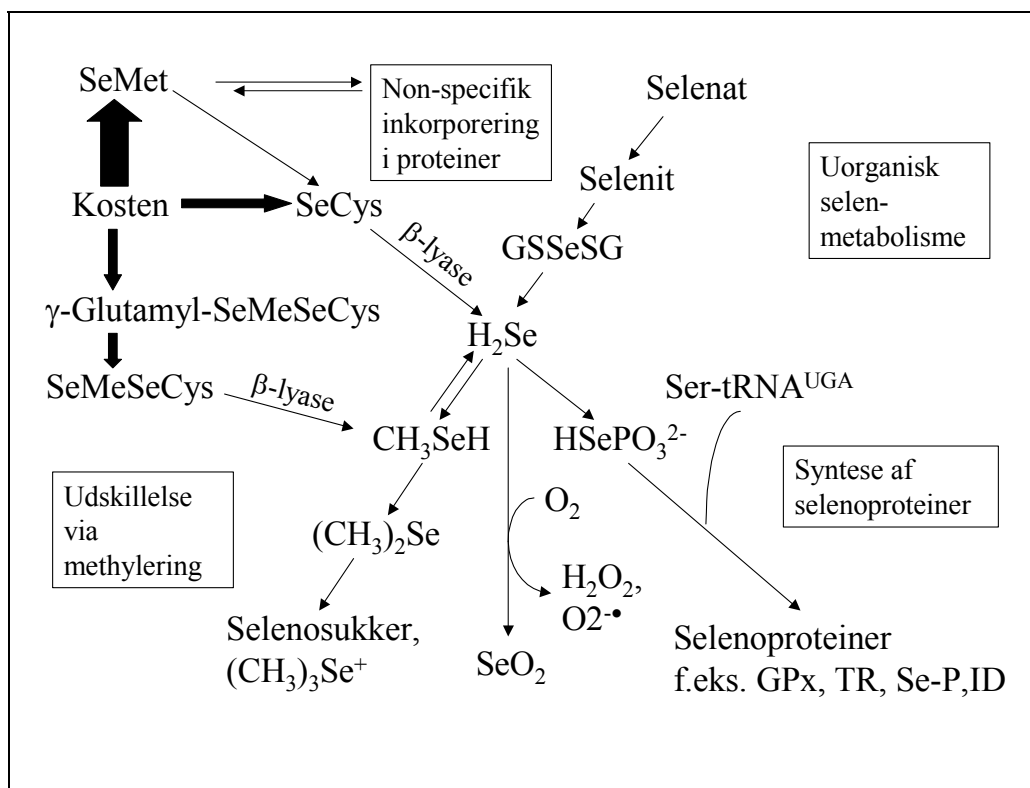 SeMet
Non-specifik
inkorporering
i proteiner
Selenat
Uorganisk
selen-
metabolisme
Selenit
Kosten
SeCys
β-lyase
GSSeSG
γ-Glutamyl-SeMeSeCys
H₂Se
SeMeSeCys
β-lyase
Ser-tRNAᵁᴳᴬ
CH₃SeH
HSePO₃²⁻
Udskillelse
via
methylering
Syntese af
selenoproteiner
O₂
(CH₃)₂Se
H₂O₂,
O2⁻•
Selenosukker,
(CH₃)₃Se⁺
SeO₂
Selenoproteiner
f.eks. GPx, TR, Se-P,ID